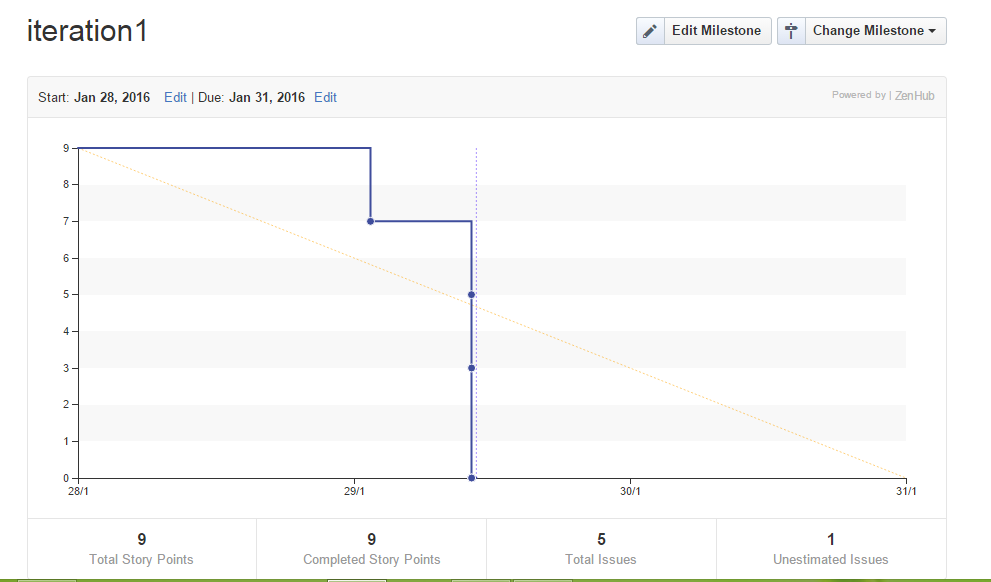 iteration1
Edit Milestone
Change Milestone
Start: Jan 28, 2016 Edit | Due: Jan 31, 2016 Edit
Powered by | ZenHub
9
8
7
6
5
4
3
2
1
0
28/1 29/1 30/1 31/1
9 9 5 1
Total Story Points Completed Story Points Total Issues Unestimated Issues